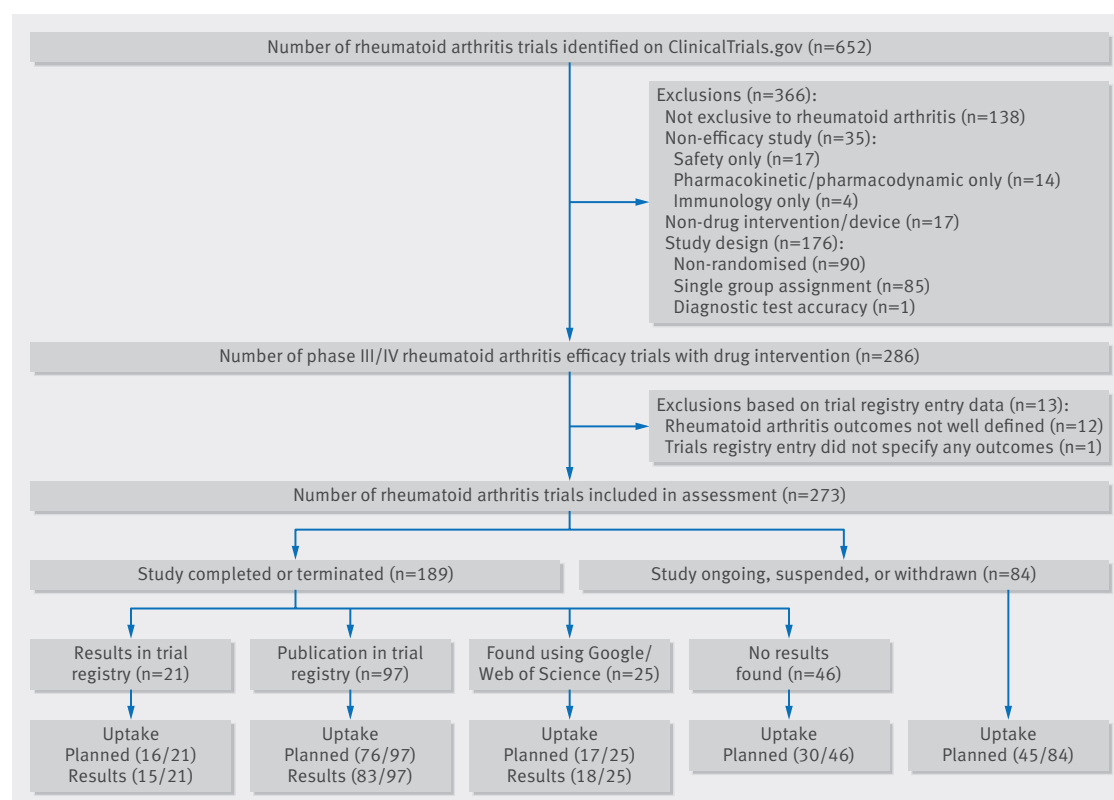 Number of rheumatoid arthritis trials identified on ClinicalTrials.gov (n=652)
Exclusions (n=366):
Not exclusive to rheumatoid arthritis (n=138)
Non-efficacy study (n=35):
Safety only (n=17)
Pharmacokinetic/pharmacodynamic only (n=14)
Immunology only (n=4)
Non-drug intervention/device (n=17)
Study design (n=176):
Non-randomised (n=90)
Single group assignment (n=85)
Diagnostic test accuracy (n=1)
Number of phase III/IV rheumatoid arthritis efficacy trials with drug intervention (n=286)
Exclusions based on trial registry entry data (n=13):
Rheumatoid arthritis outcomes not well defined (n=12)
Trials registry entry did not specify any outcomes (n=1)
Number of rheumatoid arthritis trials included in assessment (n=273)
Study completed or terminated (n=189)
Study ongoing, suspended, or withdrawn (n=84)
Results in trial
registry (n=21)
Publication in trial
registry (n=97)
Found using Google/
Web of Science (n=25)
No results
found (n=46)
Uptake
Planned (16/21)
Results (15/21)
Uptake
Planned (76/97)
Results (83/97)
Uptake
Planned (17/25)
Results (18/25)
Uptake
Planned (30/46)
Uptake
Planned (45/84)